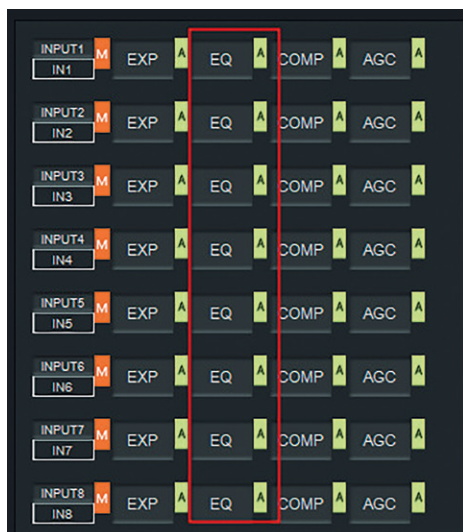 INPUT1 M EXP A EQ A COMP A AGC A
IN1
INPUT2 M EXP A EQ A COMP A AGC A
IN2
INPUT3 M EXP A EQ A COMP A AGC A
IN3
INPUT4 M EXP A EQ A COMP A AGC A
IN4
INPUT5 M EXP A EQ A COMP A AGC A
IN5
INPUT6 M EXP A EQ A COMP A AGC A
IN6
INPUT7 M EXP A EQ A COMP A AGC A
IN7
INPUT8 M EXP A EQ A COMP A AGC A
IN8